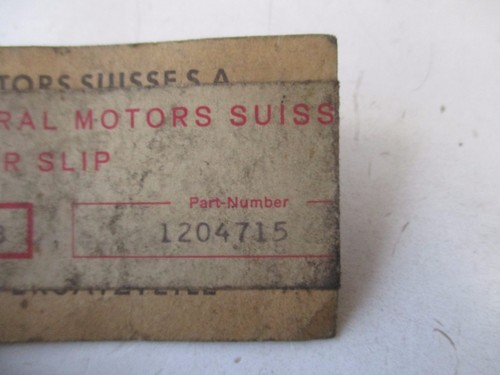 TORS SUISSE S.A.
RAL MOTORS SUISS
R SLIP
Part-Number
1204715